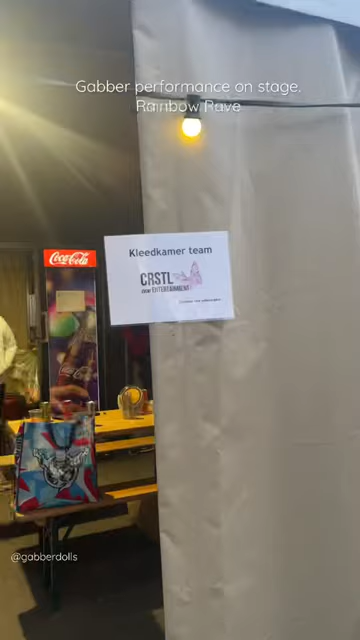 Gabber performance on stage.
Rainbow Rave
Coca-Cola
Kleedkamer team
CRSTL
ENTERTAINMENT
@gabberdolls